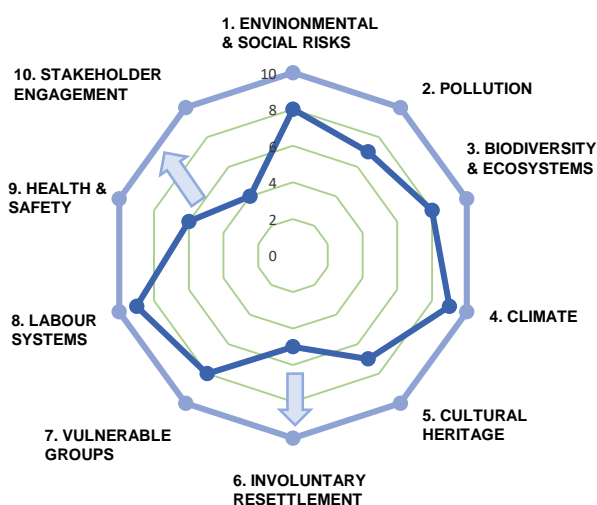 1. ENVINONMENTAL
& SOCIAL RISKS
2. POLLUTION
3. BIODIVERSITY
& ECOSYSTEMS
4. CLIMATE
5. CULTURAL
HERITAGE
6. INVOLUNTARY
RESETTLEMENT
7. VULNERABLE
GROUPS
8. LABOUR
SYSTEMS
9. HEALTH &
SAFETY
10. STAKEHOLDER
ENGAGEMENT
10
8
6
4
2
0